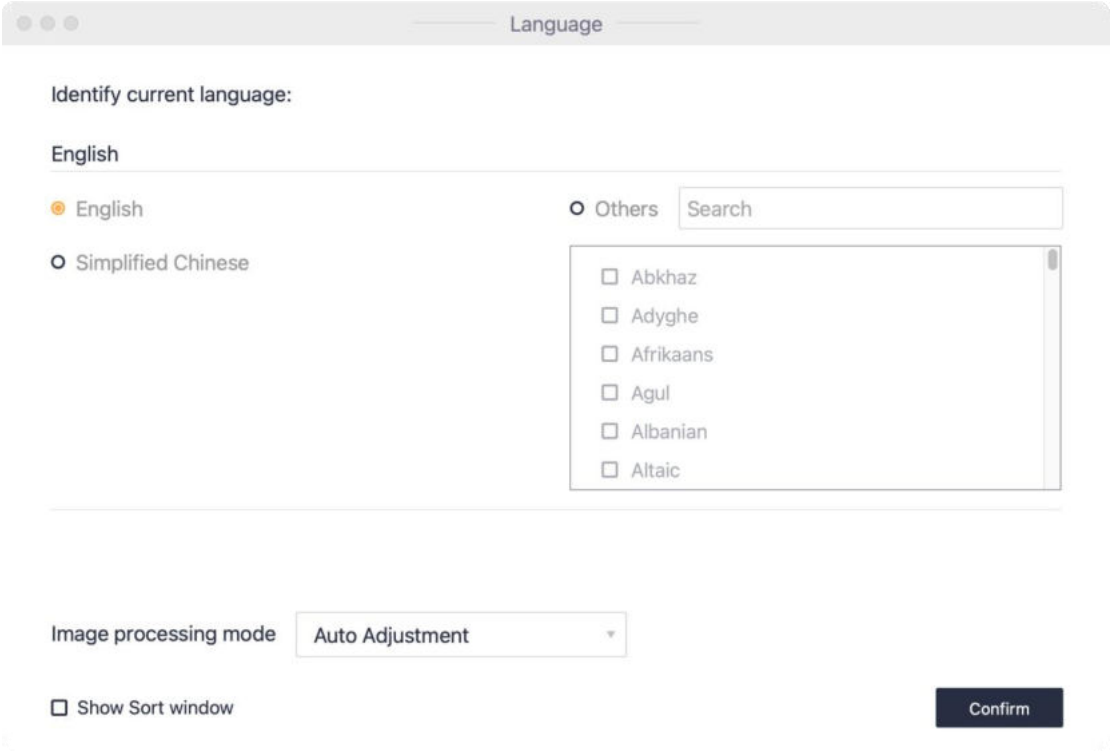 Language
Identify current language:
English
English
Others Search
Simplified Chinese
Abkhaz
Adyghe
Afrikaans
Agul
Albanian
Altaic
Image processing mode Auto Adjustment
Show Sort window Confirm